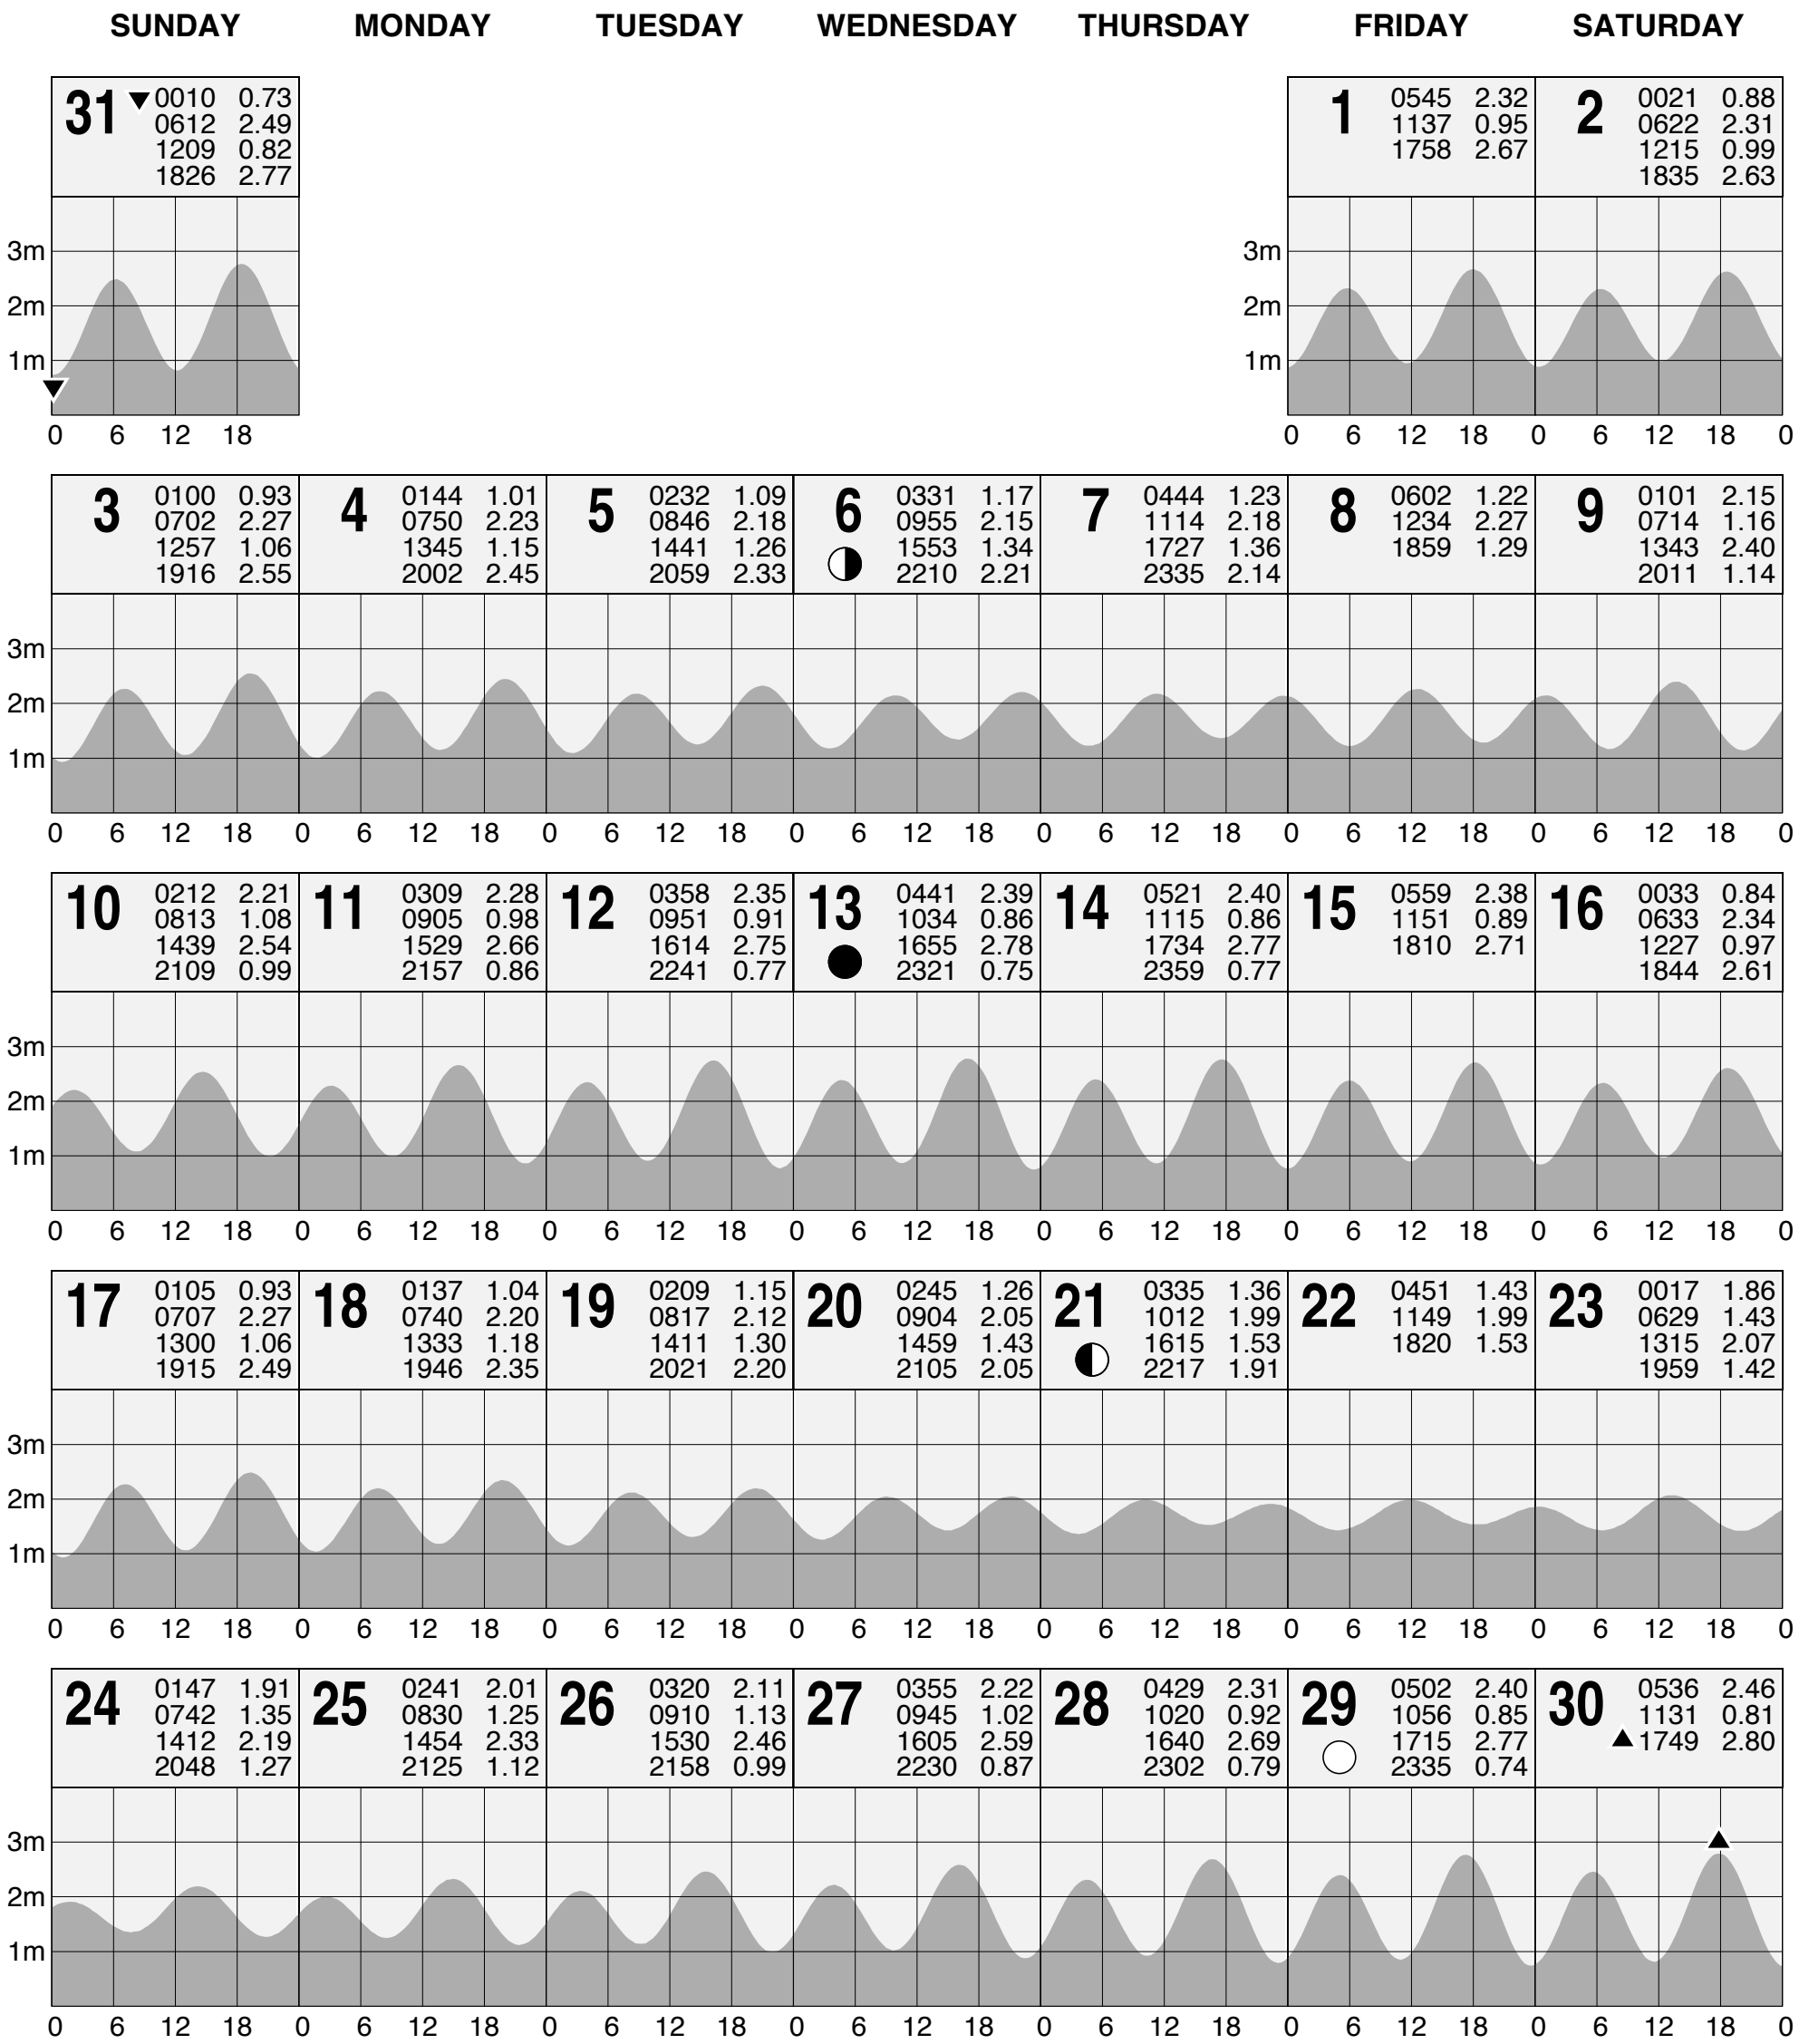 SUNDAY MONDAY TUESDAY WEDNESDAY THURSDAY FRIDAY SATURDAY
31 0010 0.73
0612 2.49
1209 0.82
1826 2.77
1 0545 2.32
1137 0.95
1758 2.67
2 0021 0.88
0622 2.31
1215 0.99
1835 2.63
3m
2m
1m
0 6 12 18
3m
2m
1m
0 6 12 18 0 6 12 18 0
3 0100 0.93
0702 2.27
1257 1.06
1916 2.55
4 0144 1.01
0750 2.23
1345 1.15
2002 2.45
5 0232 1.09
0846 2.18
1441 1.26
2059 2.33
6 0331 1.17
0955 2.15
1553 1.34
2210 2.21
7 0444 1.23
1114 2.18
1727 1.36
2335 2.14
8 0602 1.22
1234 2.27
1859 1.29
9 0101 2.15
0714 1.16
1343 2.40
2011 1.14
3m
2m
1m
0 6 12 18 0 6 12 18 0 6 12 18 0 6 12 18 0 6 12 18 0 6 12 18 0 6 12 18 0
10 0212 2.21
0813 1.08
1439 2.54
2109 0.99
11 0309 2.28
0905 0.98
1529 2.66
2157 0.86
12 0358 2.35
0951 0.91
1614 2.75
2241 0.77
13 0441 2.39
1034 0.86
1655 2.78
2321 0.75
14 0521 2.40
1115 0.86
1734 2.77
2359 0.77
15 0559 2.38
1151 0.89
1810 2.71
16 0033 0.84
0633 2.34
1227 0.97
1844 2.61
3m
2m
1m
0 6 12 18 0 6 12 18 0 6 12 18 0 6 12 18 0 6 12 18 0 6 12 18 0 6 12 18 0
17 0105 0.93
0707 2.27
1300 1.06
1915 2.49
18 0137 1.04
0740 2.20
1333 1.18
1946 2.35
19 0209 1.15
0817 2.12
1411 1.30
2021 2.20
20 0245 1.26
0904 2.05
1459 1.43
2105 2.05
21 0335 1.36
1012 1.99
1615 1.53
2217 1.91
22 0451 1.43
1149 1.99
1820 1.53
23 0017 1.86
0629 1.43
1315 2.07
1959 1.42
3m
2m
1m
0 6 12 18 0 6 12 18 0 6 12 18 0 6 12 18 0 6 12 18 0 6 12 18 0 6 12 18 0
24 0147 1.91
0742 1.35
1412 2.19
2048 1.27
25 0241 2.01
0830 1.25
1454 2.33
2125 1.12
26 0320 2.11
0910 1.13
1530 2.46
2158 0.99
27 0355 2.22
0945 1.02
1605 2.59
2230 0.87
28 0429 2.31
1020 0.92
1640 2.69
2302 0.79
29 0502 2.40
1056 0.85
1715 2.77
2335 0.74
30 0536 2.46
1131 0.81
1749 2.80
3m
2m
1m
0 6 12 18 0 6 12 18 0 6 12 18 0 6 12 18 0 6 12 18 0 6 12 18 0 6 12 18 0